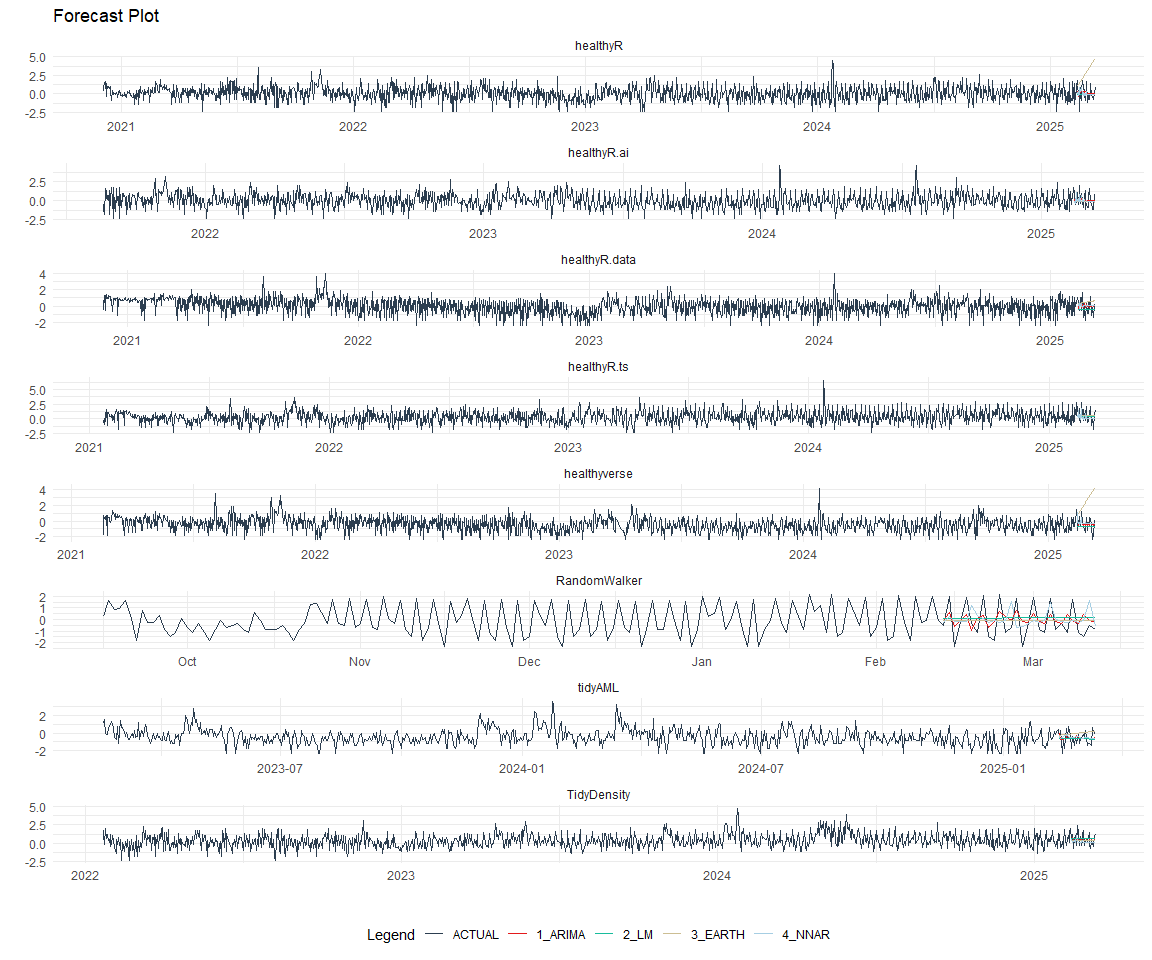 Forecast Plot
healthyR
5.0
2.5
0.0
-2.5
2021 2022 2023 2024 2025
healthyR.ai
2.5
0.0
-2.5
2022 2023 2024 2025
healthyR.data
4
2
0
-2
2021 2022 2023 2024 2025
healthyR.ts
5.0
2.5
0.0
-2.5
2021 2022 2023 2024 2025
healthyverse
4
2
0
-2
2021 2022 2023 2024 2025
RandomWalker
2
1
0
-1
-2
Oct Nov Dec Jan Feb Mar
tidyAML
2
0
-2
2023-07 2024-01 2024-07 2025-01
TidyDensity
5.0
2.5
0.0
-2.5
2022 2023 2024 2025
Legend ACTUAL 1_ARIMA 2_LM 3_EARTH 4_NNAR